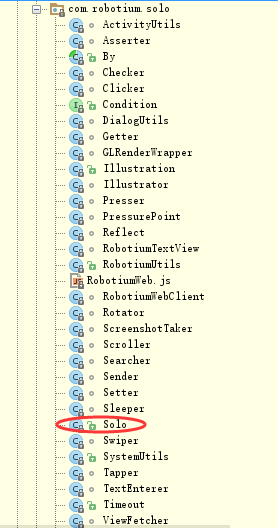 com.robotium.solo
ActivityUtils
Asserter
By
Checker
Clicker
Condition
DialogUtils
Getter
GLRenderWrapper
Illustration
Illustrator
Presser
PressurePoint
Reflect
RobotiumTextView
RobotiumUtils
RobotiumWeb.js
RobotiumWebClient
Rotator
ScreenshotTaker
Scroller
Searcher
Sender
Setter
Sleeper
Solo
Swiper
SystemUtils
Tapper
TextEnterer
Timeout
ViewFetcher